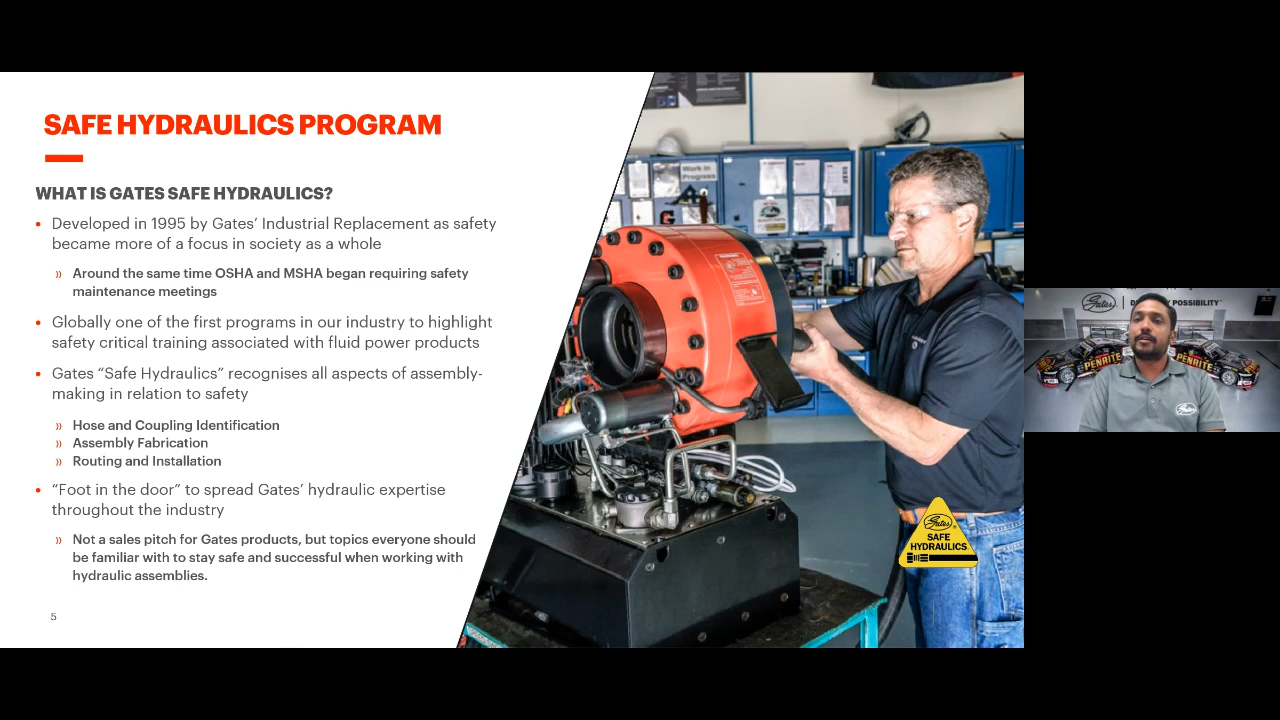 SAFE HYDRAULICS PROGRAM
WHAT IS GATES SAFE HYDRAULICS?
• Developed in 1995 by Gates’ Industrial Replacement as safety
became more of a focus in society as a whole
» Around the same time OSHA and MSHA began requiring safety
maintenance meetings
• Globally one of the first programs in our industry to highlight
safety critical training associated with fluid power products
• Gates “Safe Hydraulics” recognises all aspects of assembly-
making in relation to safety
» Hose and Coupling Identification
» Assembly Fabrication
» Routing and Installation
• “Foot in the door” to spread Gates’ hydraulic expertise
throughout the industry
» Not a sales pitch for Gates products, but topics everyone should
be familiar with to stay safe and successful when working with
hydraulic assemblies.
5
Work in
Progress
Gates
SAFE
HYDRAULICS
Gates
POSSIBILITY
PENRITE
PENRITE
Gates